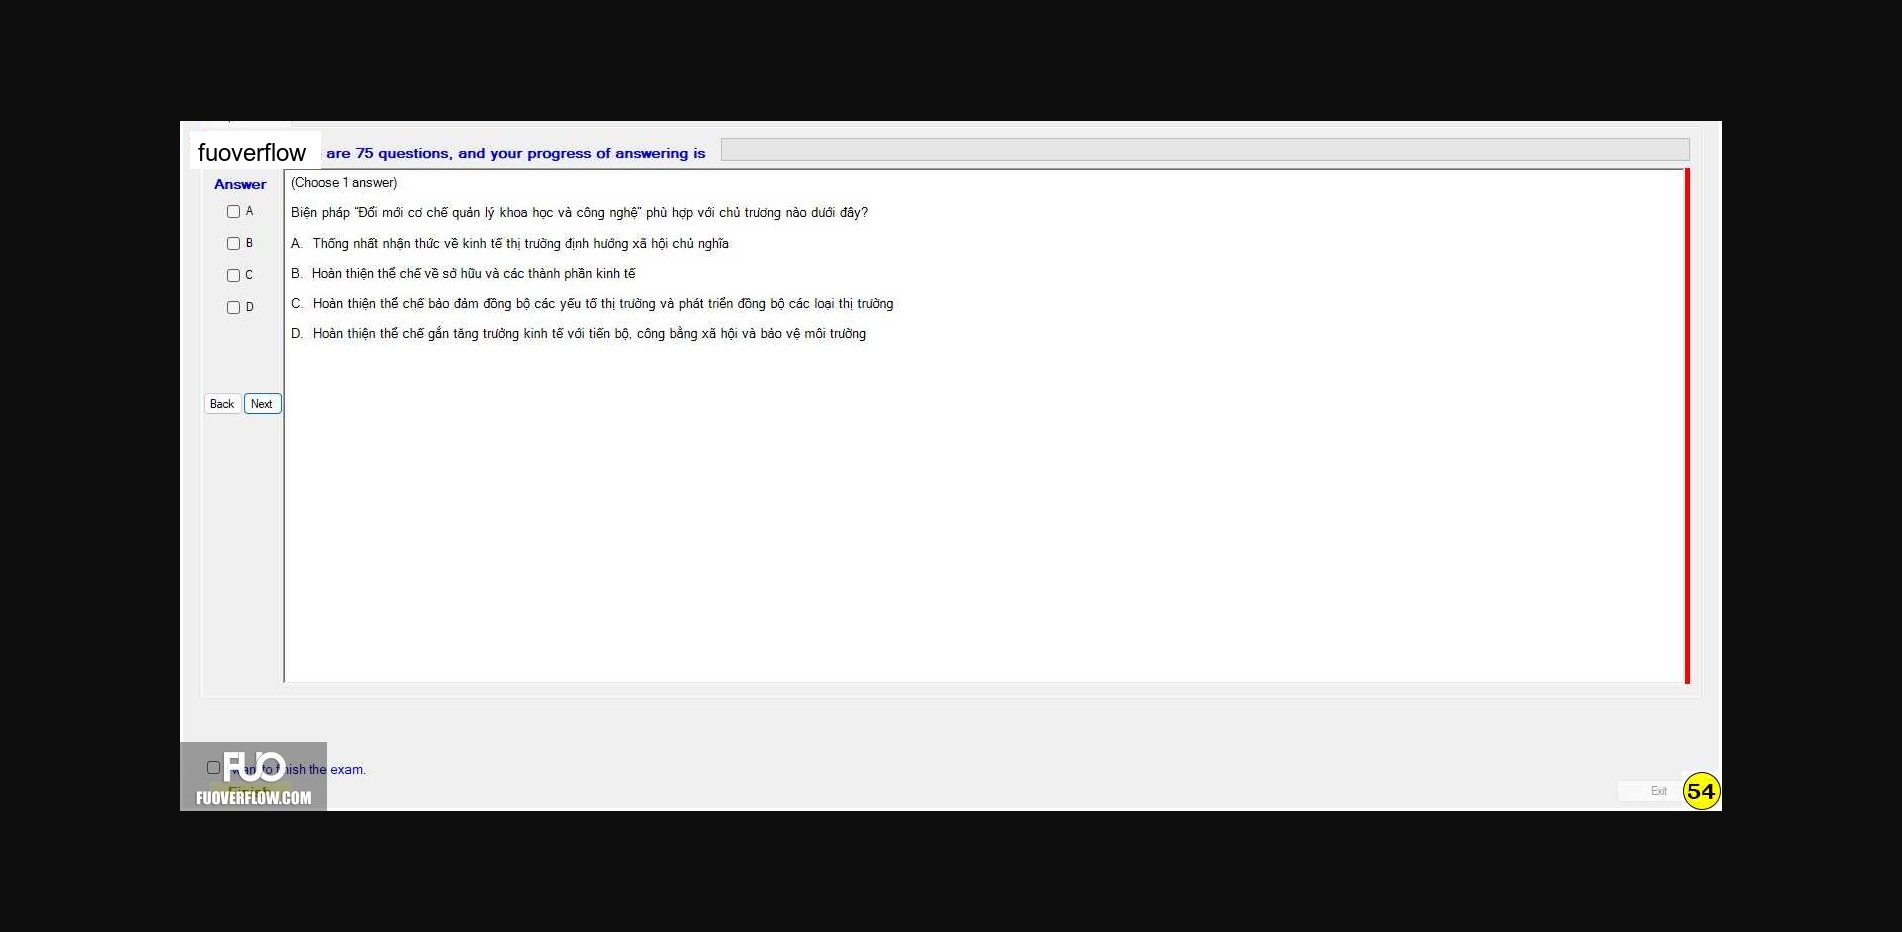 fuoverflow are 75 questions, and your progress of answering is
Answer
A
B
C
D
Back Next
(Choose 1 answer)
Biện pháp "Đổi mới cơ chế quản lý khoa học và công nghệ" phù hợp với chủ trương nào dưới đây?
A. Thống nhất nhận thức về kinh tế thị trường định hướng xã hội chủ nghĩa
B. Hoàn thiện thể chế về sở hữu và các thành phần kinh tế
C. Hoàn thiện thể chế bảo đảm đồng bộ các yếu tố thị trường và phát triển đồng bộ các loại thị trường
D. Hoàn thiện thể chế gắn tăng trưởng kinh tế với tiến bộ, công bằng xã hội và bảo vệ môi trường
FUO
want to finish the exam.
Finish
FUOVERFLOW.COM
Exit
54